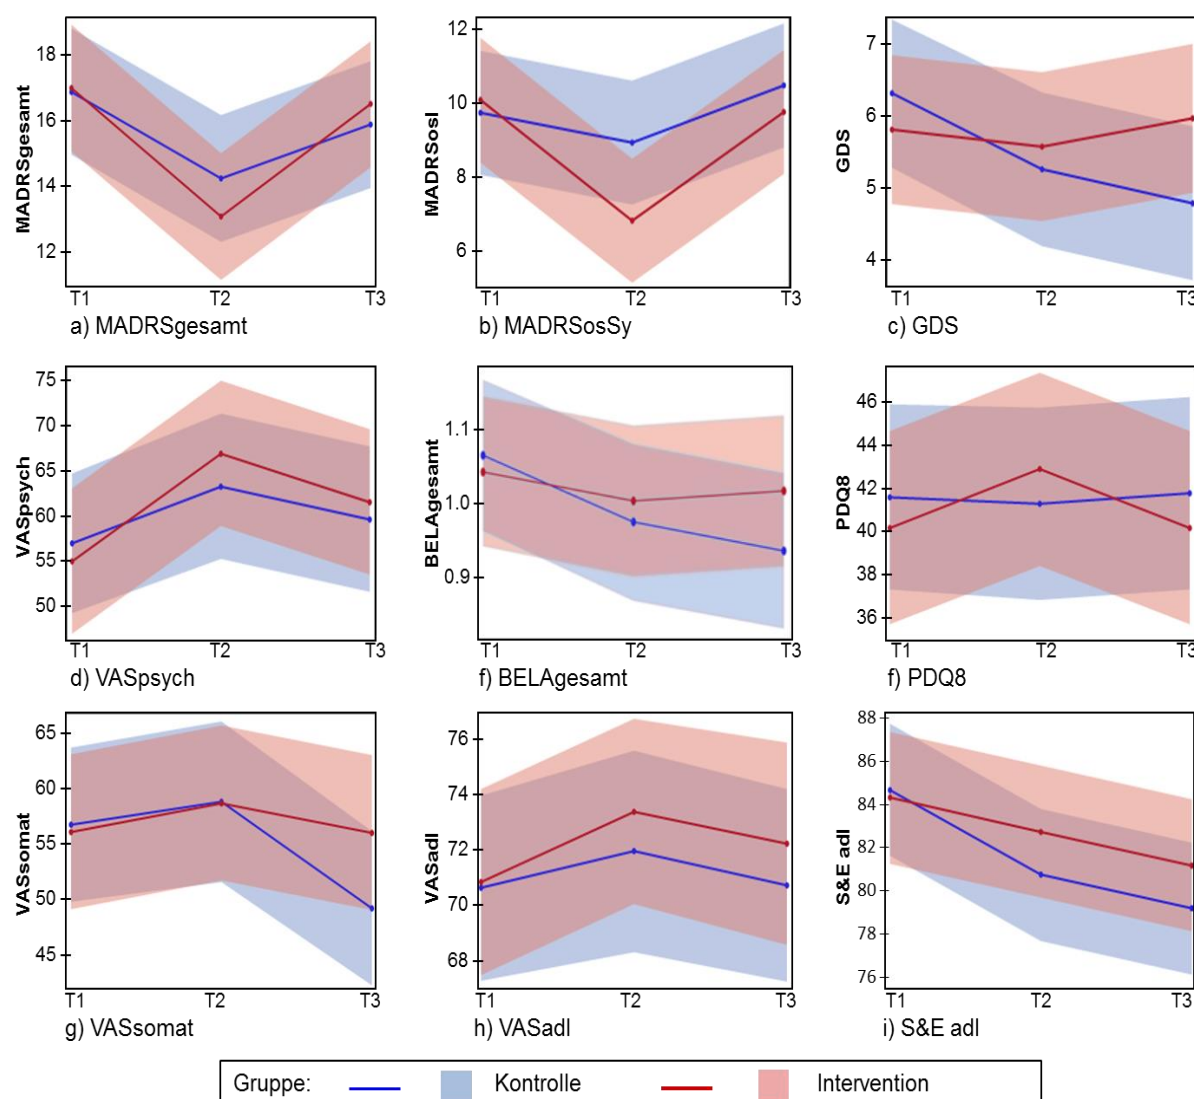 MADRSgesamt
18
16
14
12
T1 T2 T3
a) MADRSgesamt
MADRSosl
12
10
8
6
T1 T2 T3
b) MADRSosSy
GDS
7
6
5
4
T1 T2 T3
c) GDS
VASpsych
75
70
65
60
55
50
T1 T2 T3
d) VASpsych
BELAgesamt
1.1
1.0
0.9
T1 T2 T3
f) BELAgesamt
PDQ8
46
44
42
40
38
36
T1 T2 T3
f) PDQ8
VASsomat
65
60
55
50
45
T1 T2 T3
g) VASsomat
VASadl
76
74
72
70
68
T1 T2 T3
h) VASadl
S&E adl
88
86
84
82
80
78
76
T1 T2 T3
i) S&E adl
Gruppe: Kontrolle Intervention